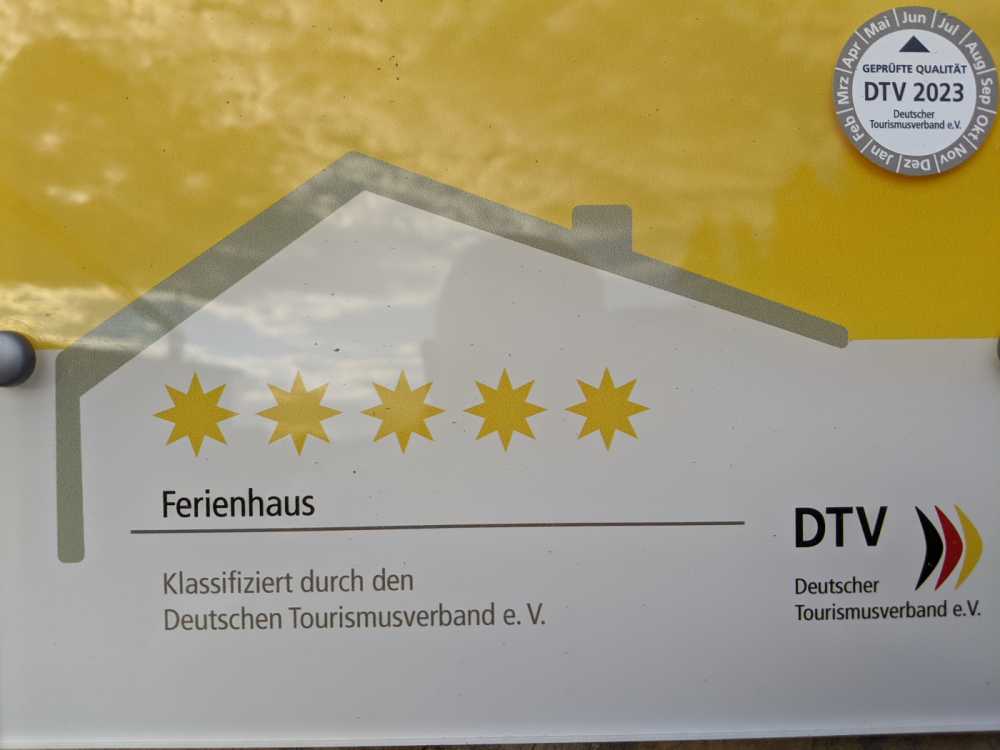 Jan Feb Mrz Apr Mai Jun Jul Aug Sep Okt Nov Dez
GEPRÜFTE QUALITÄT
DTV 2023
Deutscher
Tourismusverband e.V.
Ferienhaus
Klassifiziert durch den
Deutschen Tourismusverband e. V.
DTV
Deutscher
Tourismusverband e.V.